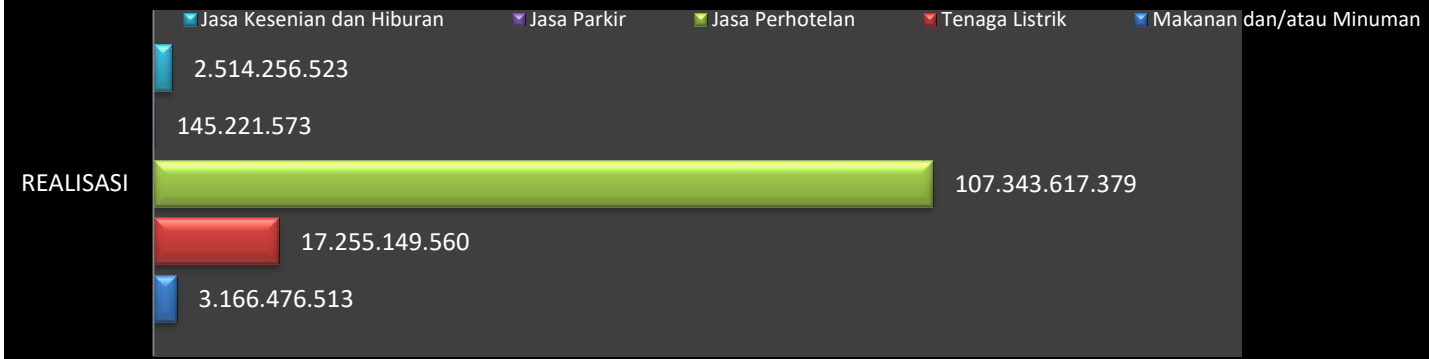 Jasa Kesenian dan Hiburan Jasa Parkir Jasa Perhotelan Tenaga Listrik Makanan dan/atau Minuman
2.514.256.523
145.221.573
REALISASI 107.343.617.379
17.255.149.560
3.166.476.513